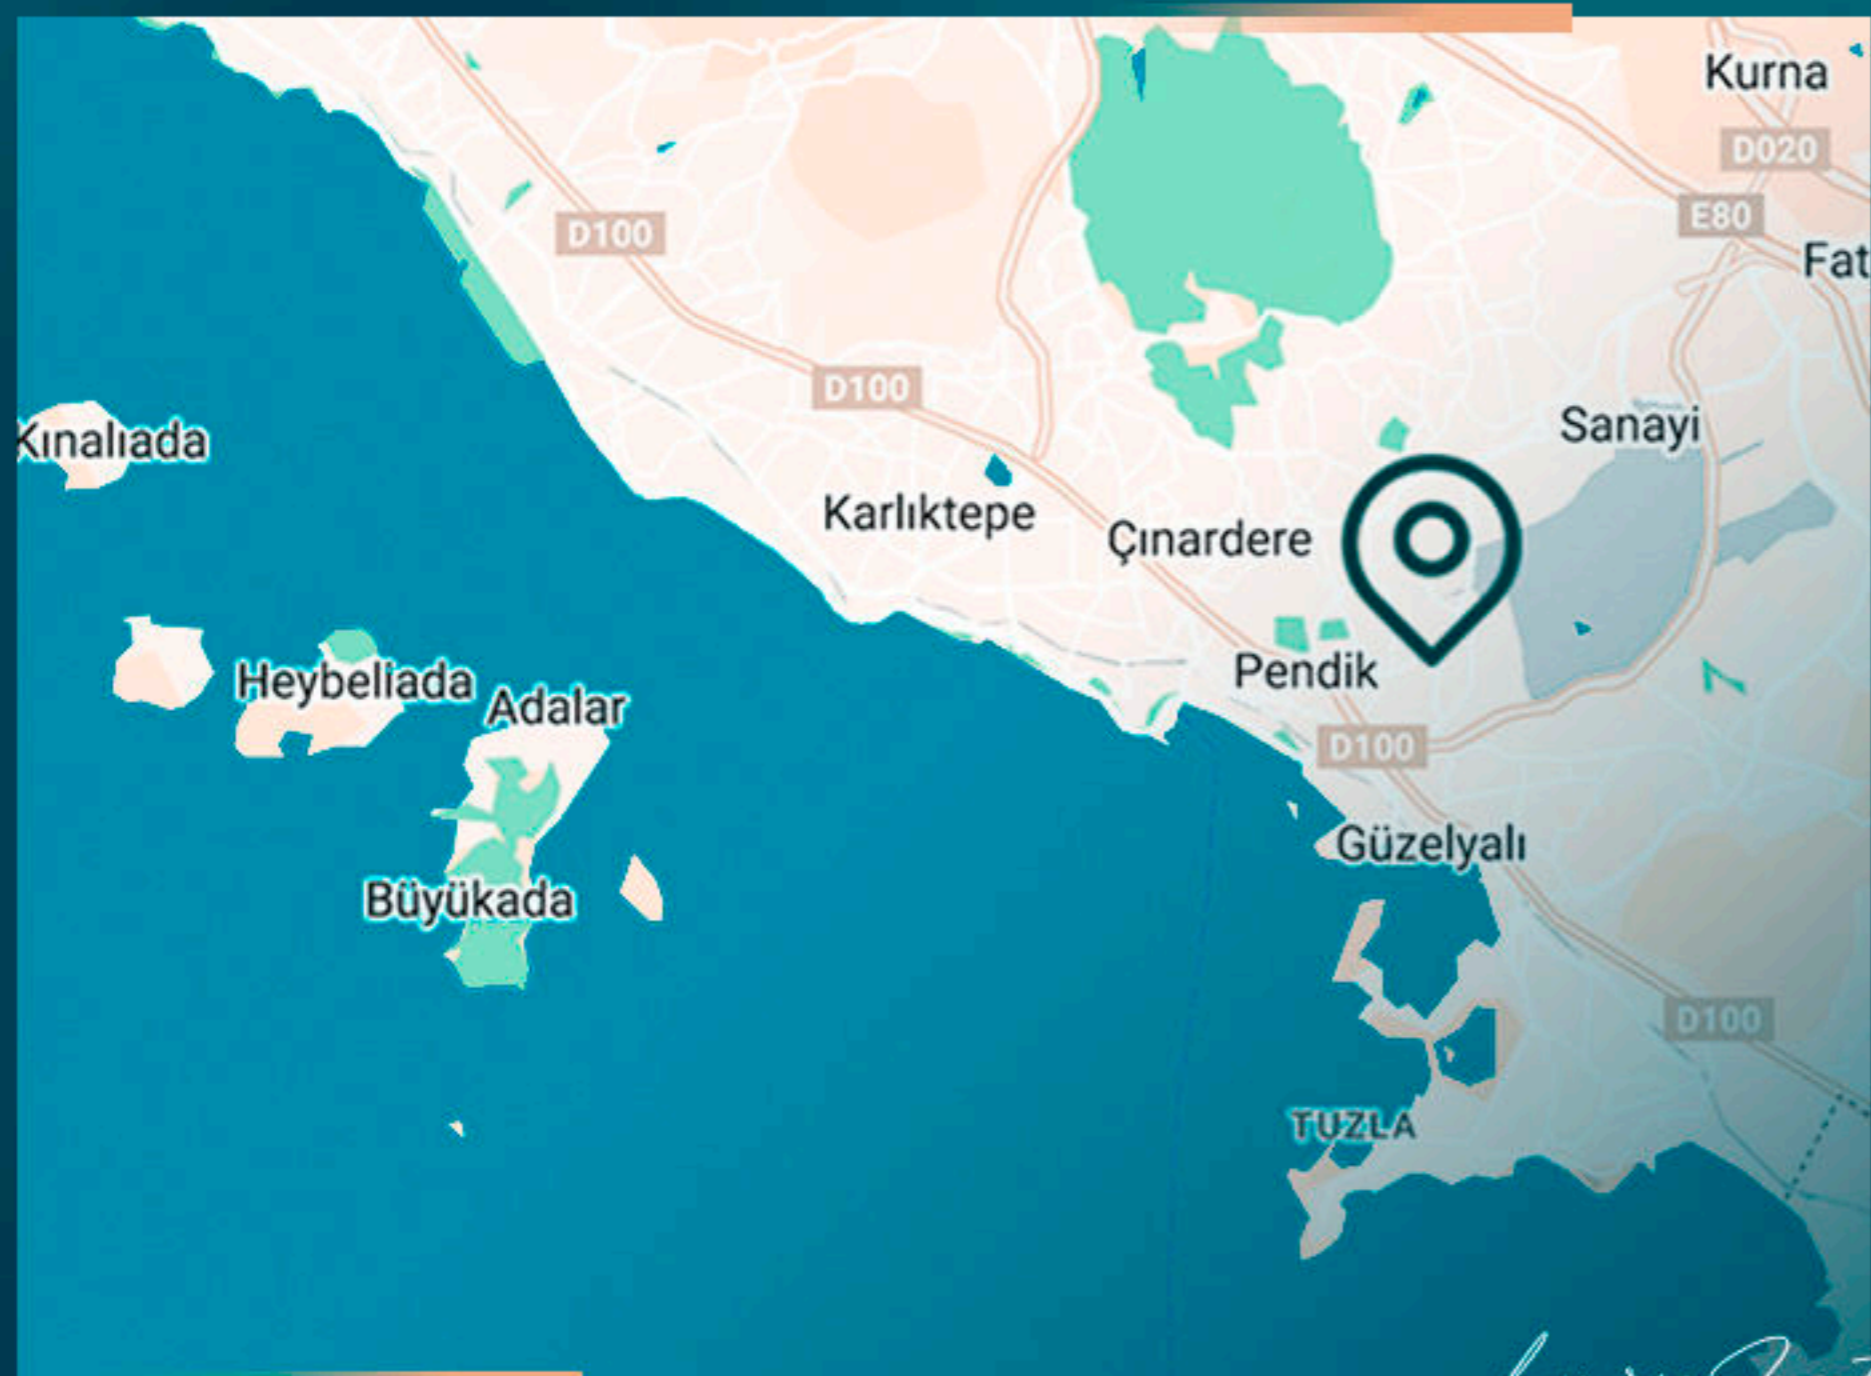 Kurna
D020
E80
D100
Fat
D100
Sanayi
Kınalıada
Karlıktepe
Çınardere
Pendik
Heybeliada
Adalar
D100
Güzelyalı
Büyükada
D100
TUZLA